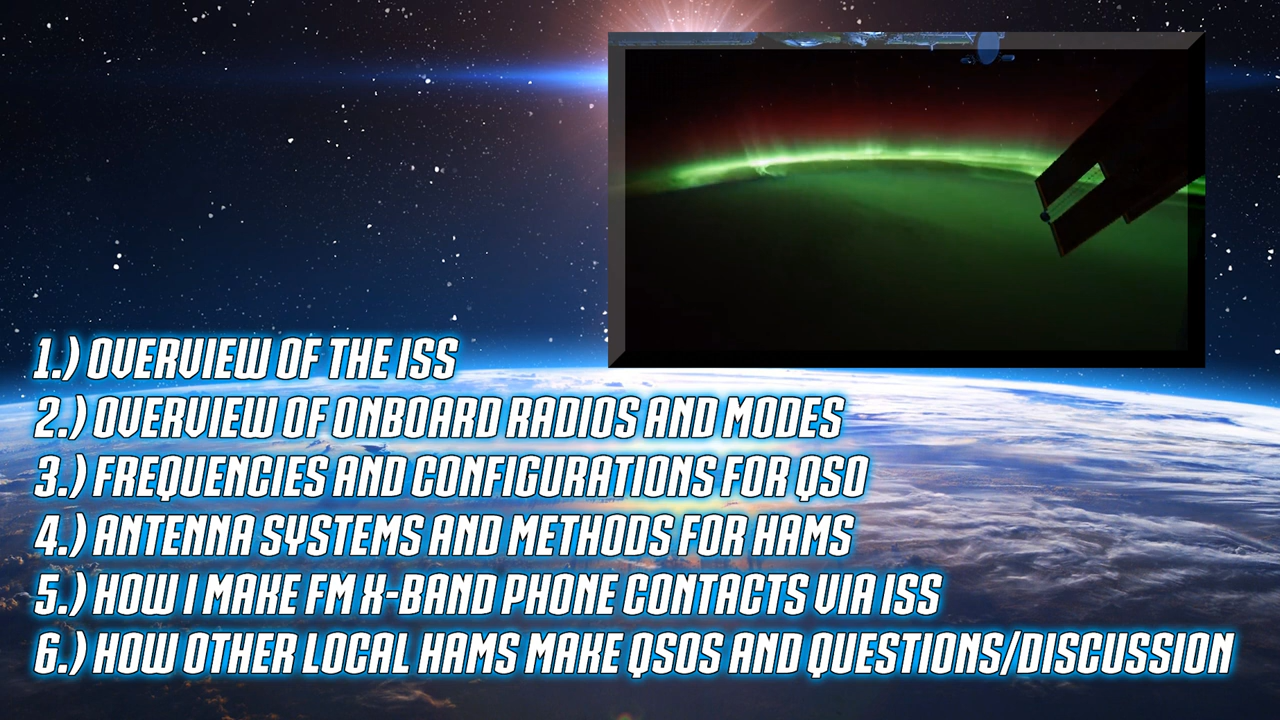 1.) OVERVIEW OF THE ISS
2.) OVERVIEW OF ONBOARD RADIOS AND MODES
3.) FREQUENCIES AND CONFIGURATIONS FOR QSO
4.) ANTENNA SYSTEMS AND METHODS FOR HAMS
5.) HOW I MAKE FM X-BAND PHONE CONTACTS VIA ISS
6.) HOW OTHER LOCAL HAMS MAKE QSOS AND QUESTIONS/DISCUSSION